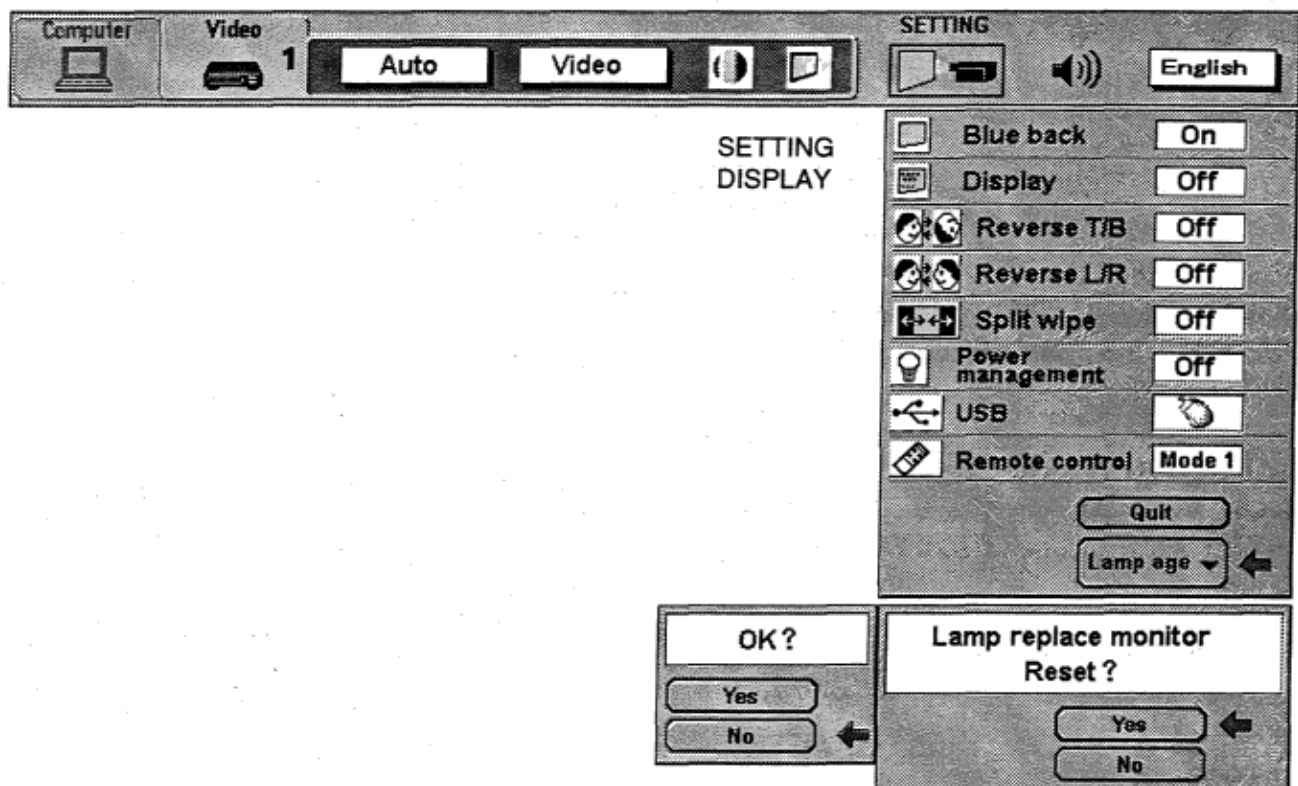 Computer
Video
1
Auto
Video
SETTING
English
SETTING
DISPLAY
Blue back On
Display Off
Reverse T/B Off
Reverse L/R Off
Split wipe Off
Power
management Off
USB
Remote control Mode 1
Quit
Lamp age
OK?
Yes
No
Lamp replace monitor
Reset ?
Yes
No